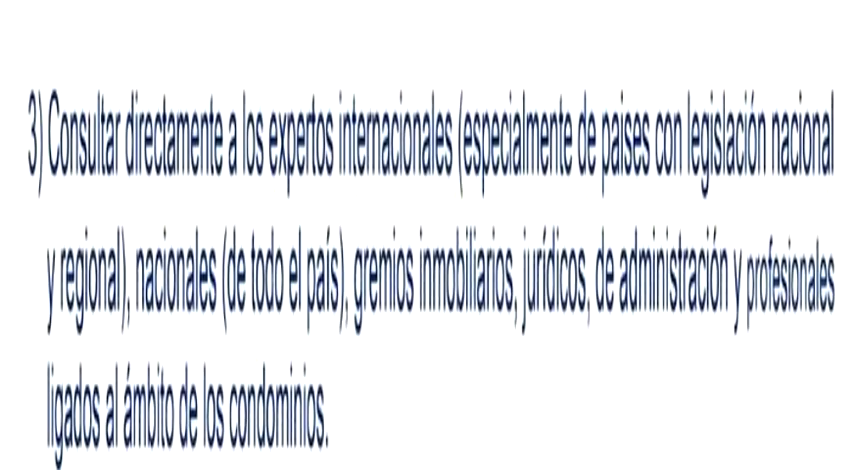 3) Consultar directamente a los expertos internacionales (especialmente de paises con legislación nacional
y regional), nacionales (de todo el país), gremios inmobiliarios, jurídicos, de administración y profesionales
ligados al ámbito de los condominios.